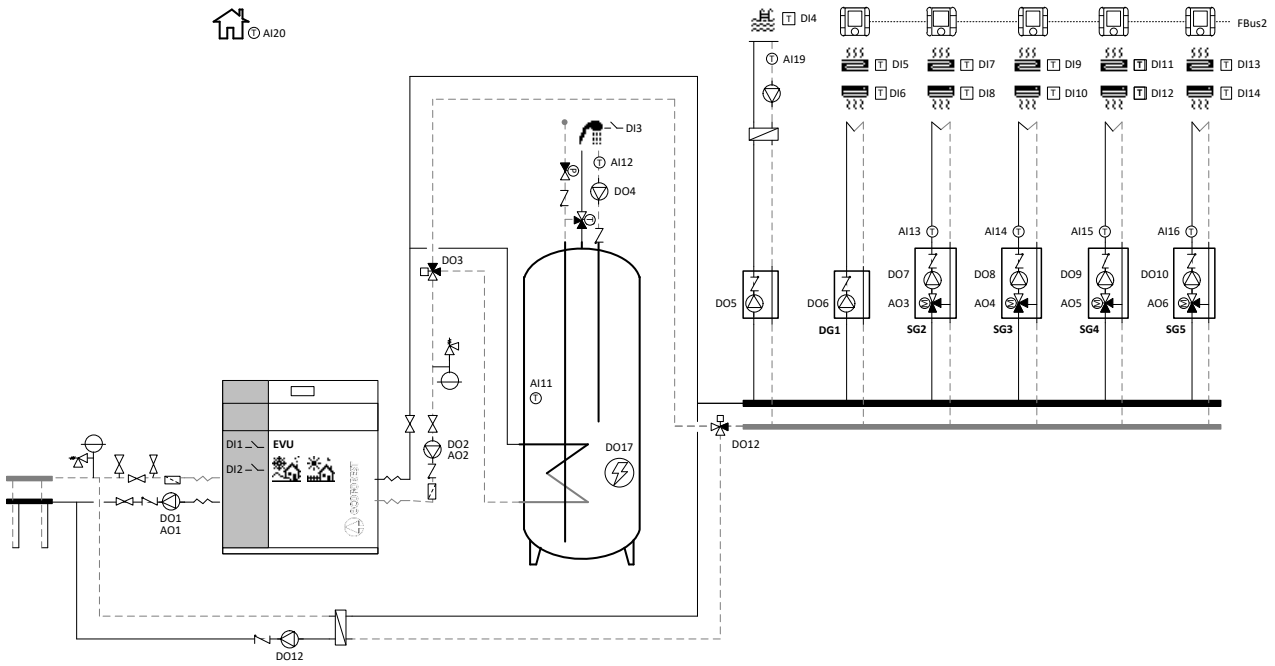 T AI20
T DI4
FBus2
T AI19
T DI5
T DI7
T DI9
T DI11
T DI13
T DI6
T DI8
T DI10
T DI12
T DI14
DI3
P
T AI12
DO4
T
AI13 T
AI14 T
AI15 T
AI16 T
DO3
DO5
DO6
DO7
DO8
DO9
DO10
AO3 M
AO4 M
AO5 M
AO6 M
DG1
SG2
SG3
SG4
SG5
AI11
T
DI1
EVU
DI2
DO2
AO2
DO17
DO12
ECOFOREST
DO1
AO1
DO12